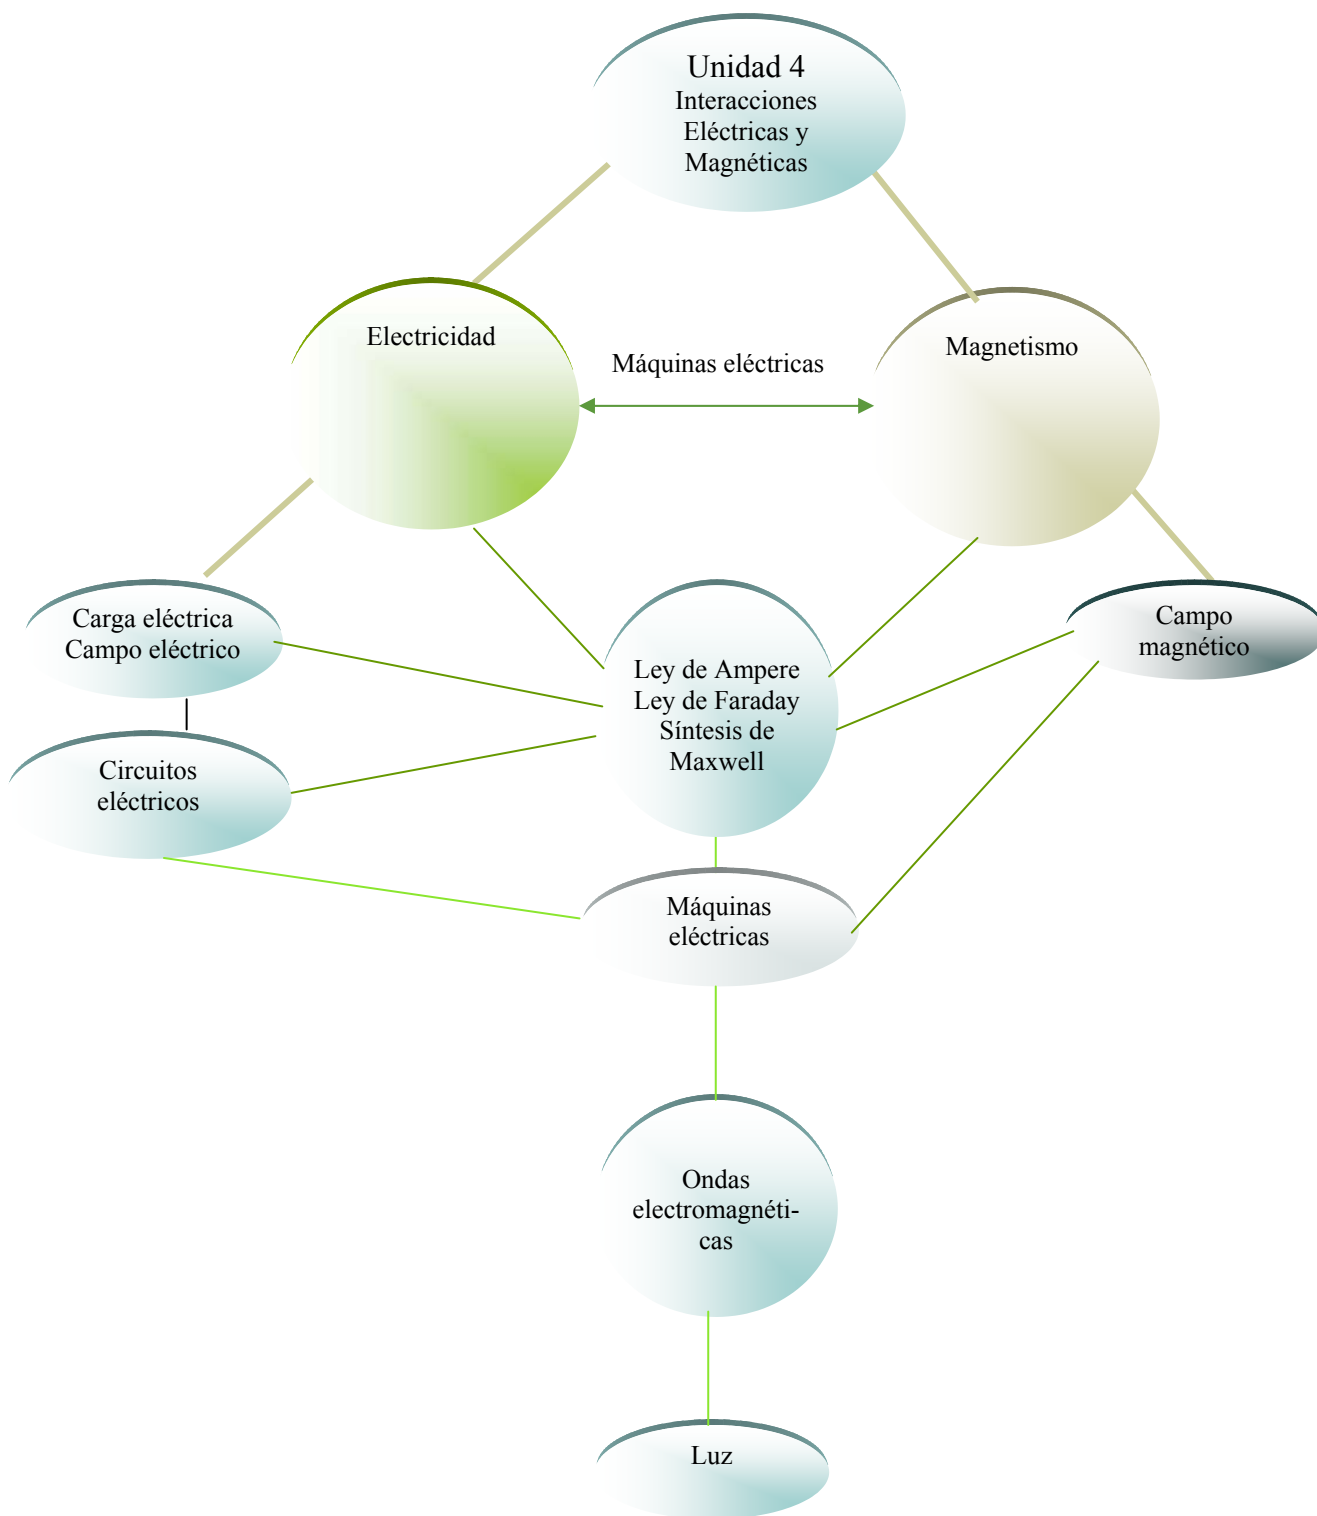 Unidad 4
Interacciones
Eléctricas y
Magnéticas
Electricidad
Máquinas eléctricas
Magnetismo
Carga eléctrica
Campo eléctrico
Ley de Ampere
Ley de Faraday
Síntesis de
Maxwell
Campo
magnético
Circuitos
eléctricos
Máquinas
eléctricas
Ondas
electromagnéti-
cas
Luz